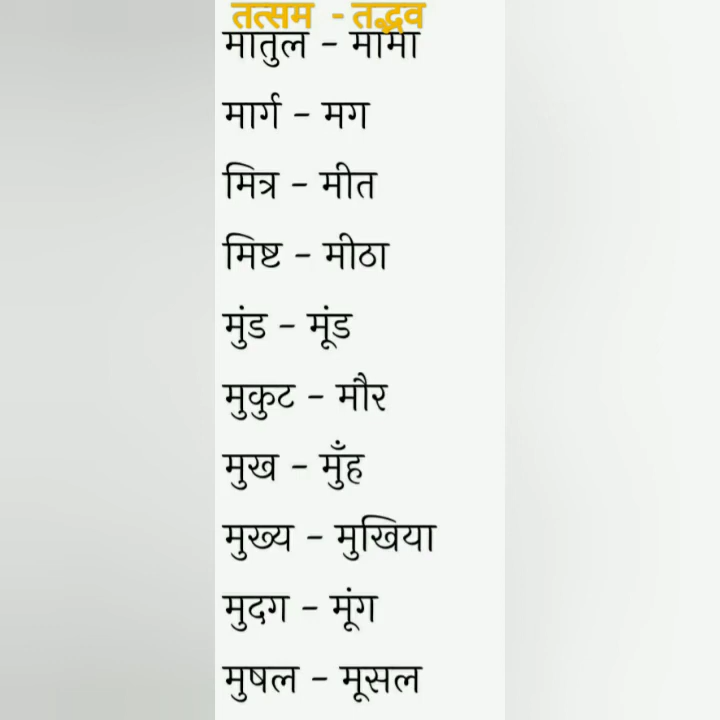 तत्सम - तद्भव
मातुल - मामा
मार्ग - मग
मित्र - मीत
मिष्ट - मीठा
मुंड - मूंड
मुकुट - मौर
मुख - मुँह
मुख्य - मुखिया
मुदग - मूंग
मुषल - मूसल